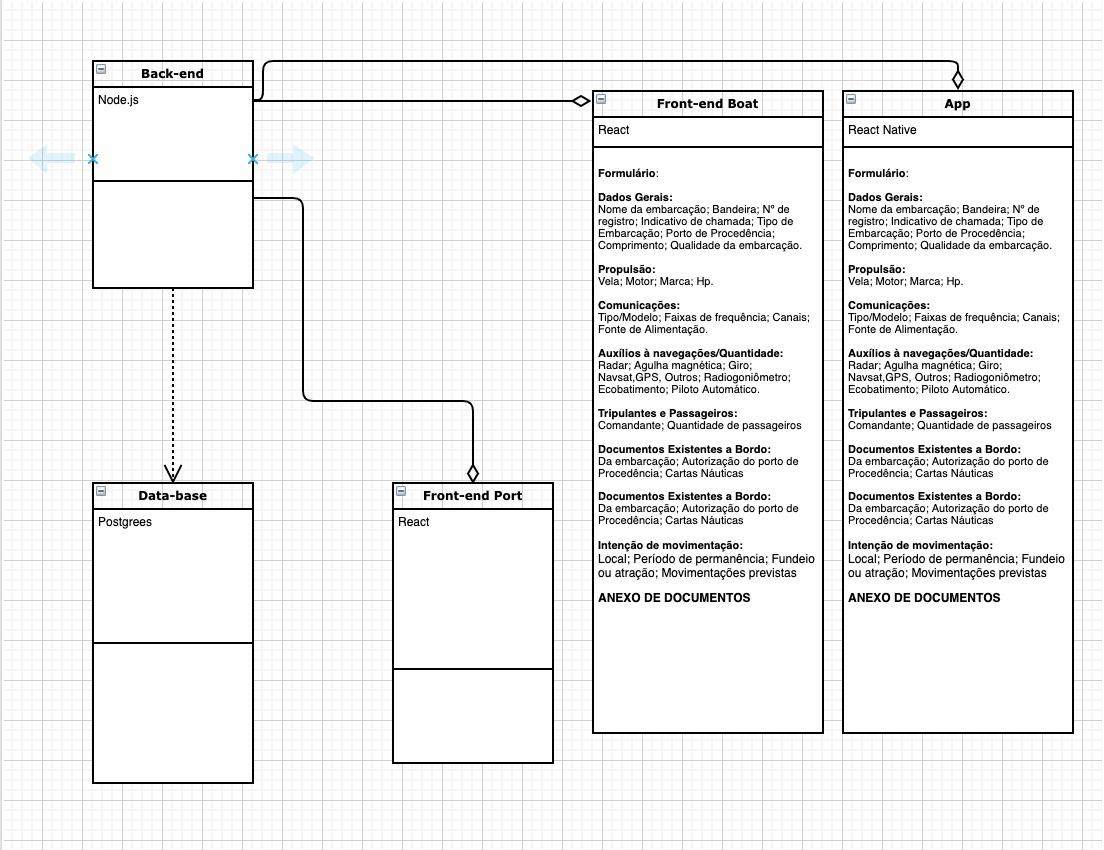 Back-end
Node.js
Front-end Boat
React
Formulário:
Dados Gerais:
Nome da embarcação; Bandeira; Nº de
registro; Indicativo de chamada; Tipo de
Embarcação; Porto de Procedência;
Comprimento; Qualidade da embarcação.
Propulsão:
Vela; Motor; Marca; Hp.
Comunicações:
Tipo/Modelo; Faixas de frequência; Canais;
Fonte de Alimentação.
Auxílios à navegações/Quantidade:
Radar; Agulha magnética; Giro;
Navsat,GPS, Outros; Radiogoniômetro;
Ecobatimento; Piloto Automático.
Tripulantes e Passageiros:
Comandante; Quantidade de passageiros
Documentos Existentes a Bordo:
Da embarcação; Autorização do porto de
Procedência; Cartas Náuticas
Documentos Existentes a Bordo:
Da embarcação; Autorização do porto de
Procedência; Cartas Náuticas
Intenção de movimentação:
Local; Período de permanência; Fundeio
ou atração; Movimentações previstas
ANEXO DE DOCUMENTOS
App
React Native
Formulário:
Dados Gerais:
Nome da embarcação; Bandeira; Nº de
registro; Indicativo de chamada; Tipo de
Embarcação; Porto de Procedência;
Comprimento; Qualidade da embarcação.
Propulsão:
Vela; Motor; Marca; Hp.
Comunicações:
Tipo/Modelo; Faixas de frequência; Canais;
Fonte de Alimentação.
Auxílios à navegações/Quantidade:
Radar; Agulha magnética; Giro;
Navsat,GPS, Outros; Radiogoniômetro;
Ecobatimento; Piloto Automático.
Tripulantes e Passageiros:
Comandante; Quantidade de passageiros
Documentos Existentes a Bordo:
Da embarcação; Autorização do porto de
Procedência; Cartas Náuticas
Documentos Existentes a Bordo:
Da embarcação; Autorização do porto de
Procedência; Cartas Náuticas
Intenção de movimentação:
Local; Período de permanência; Fundeio
ou atração; Movimentações previstas
ANEXO DE DOCUMENTOS
Data-base
Postgrees
Front-end Port
React